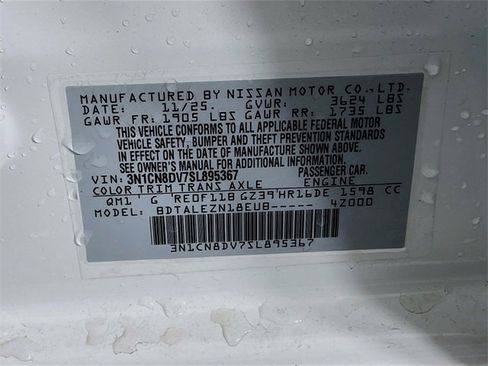 MANUFACTURED BY NISSAN MOTOR CO.,LTD.
DATE: 11/25. GVWR: 3624 LBS
GAWR FR: 1905 LBS GAWR RR: 1735 LBS
THIS VEHICLE CONFORMS TO ALL APPLICABLE FEDERAL MOTOR
VEHICLE SAFETY, BUMPER AND THEFT PREVENTION STANDARDS
IN EFFECT ON THE DATE OF MANUFACTURE SHOWN ABOVE.
SEE OWNER'S MANUAL FOR ADDITIONAL INFORMATION
VIN: 3N1CN8DV7SL895367 PASSENGER CAR.
COLOR TRIM TRANS AXLE ENGINE
QM1 G RE0F11B GZ39 HR16DE 1598 CC
MODEL: BDTALEZN18EU8----- 4Z000
3N1CN8DV7SL895367